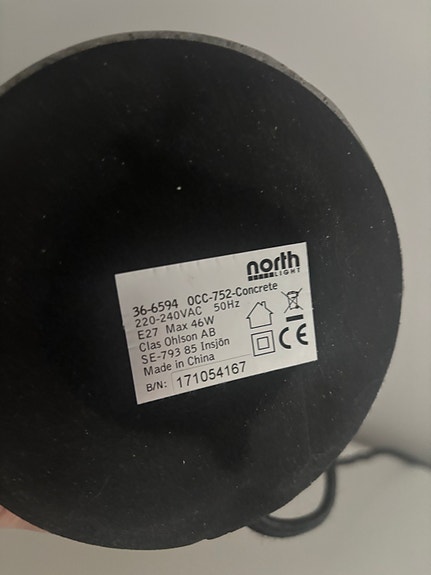 north
LIGHT
36-6594 OCC-752-Concrete
220-240VAC 50Hz
E27 Max 46W
Clas Ohlson AB
SE-793 85 Insjön
Made in China
B/N: 171054167
CE